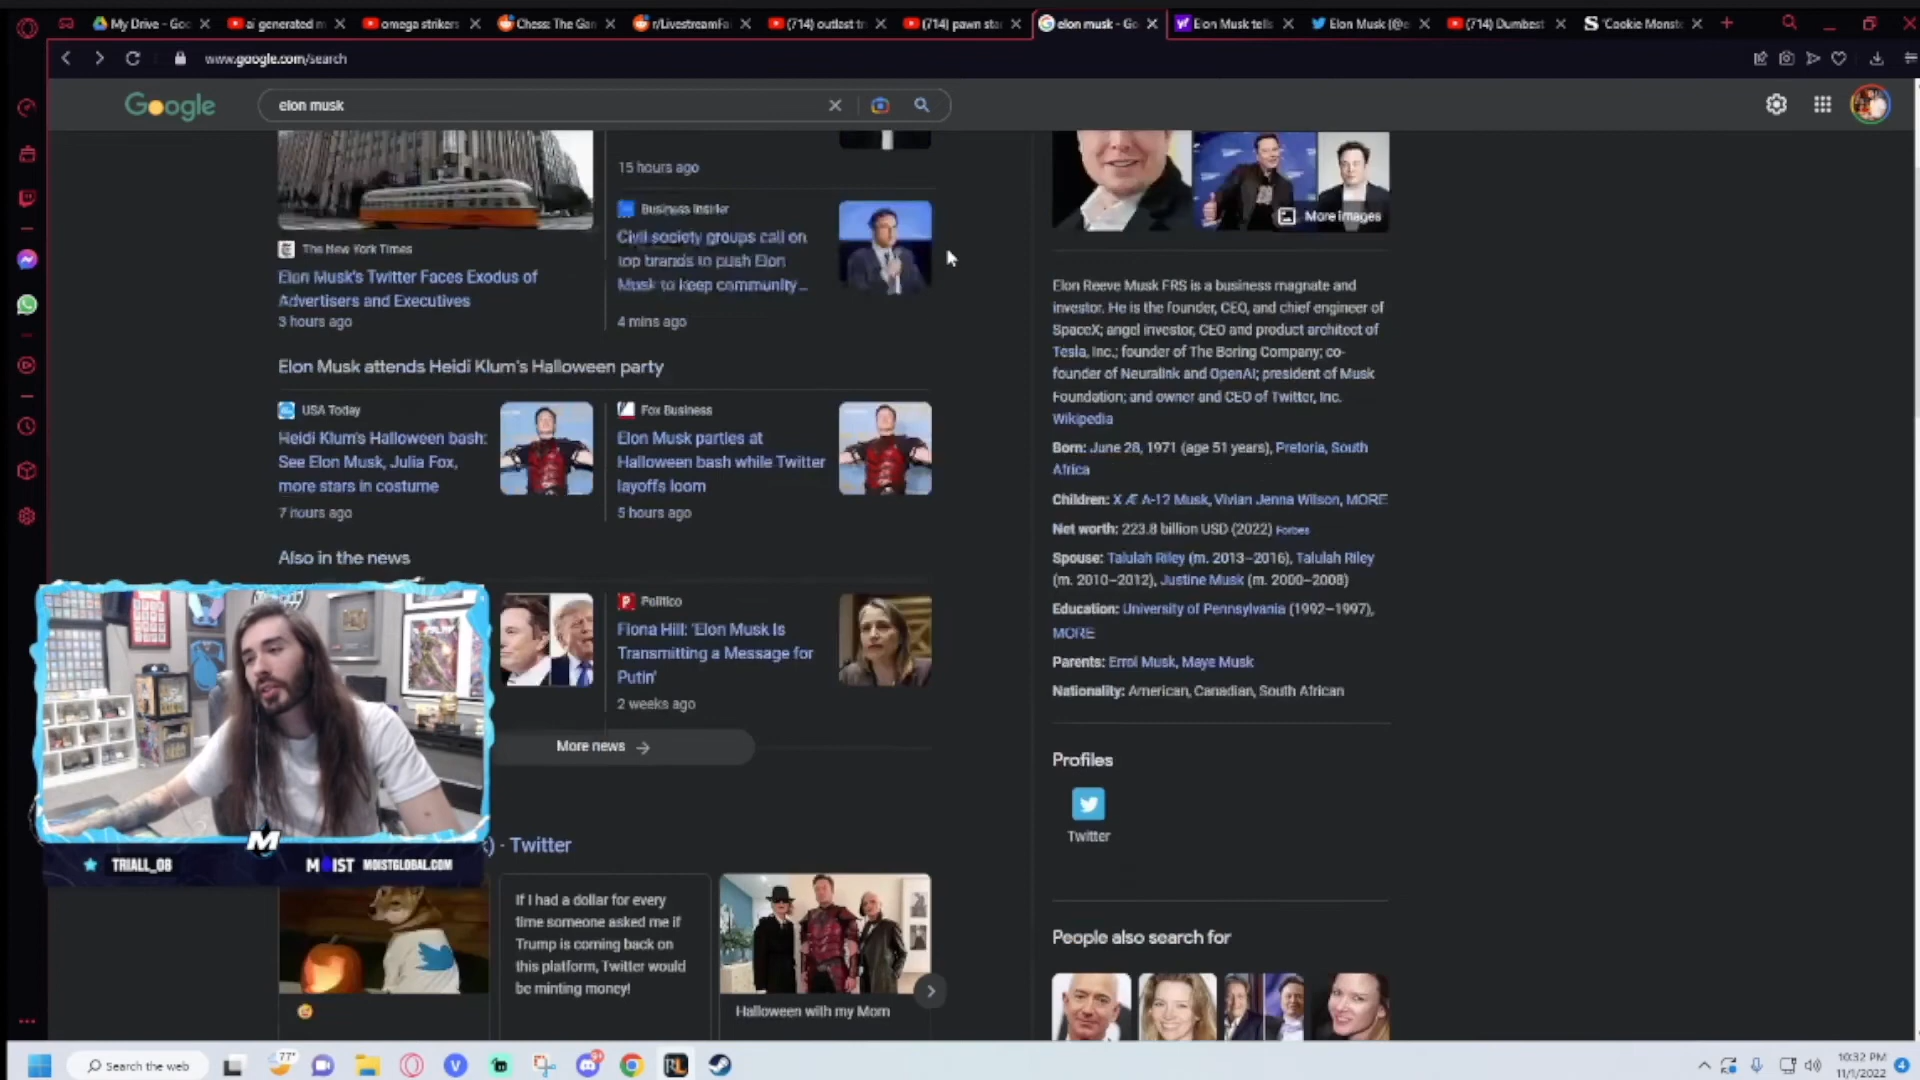 My Drive - Goo
ai generated m
omega strikers
Chess: The Gan
r/LivestreamFai
(714) outlast tr
(714) pawn sta
elon musk - Go
Elon Musk tells
Elon Musk (@e
(714) Dumbest
'Cookie Monst
www.google.com/search
Google
elon musk
15 hours ago
Business Insider
Civil society groups call on
top brands to push Elon
Musk to keep community...
4 mins ago
The New York Times
Elon Musk's Twitter Faces Exodus of
Advertisers and Executives
3 hours ago
Elon Musk attends Heidi Klum's Halloween party
USA Today
Heidi Klum's Halloween bash:
See Elon Musk, Julia Fox,
more stars in costume
7 hours ago
Fox Business
Elon Musk parties at
Halloween bash while Twitter
layoffs loom
5 hours ago
Also in the news
Politico
Fiona Hill: 'Elon Musk Is
Transmitting a Message for
Putin'
2 weeks ago
More news
) · Twitter
If I had a dollar for every
time someone asked me if
Trump is coming back on
this platform, Twitter would
be minting money!
Halloween with my Mom
More images
Elon Reeve Musk FRS is a business magnate and
investor. He is the founder, CEO, and chief engineer of
SpaceX; angel investor, CEO and product architect of
Tesla, Inc.; founder of The Boring Company; co-
founder of Neuralink and OpenAI; president of Musk
Foundation; and owner and CEO of Twitter, Inc.
Wikipedia
Born: June 28, 1971 (age 51 years), Pretoria, South
Africa
Children: X Æ A-12 Musk, Vivian Jenna Wilson, MORE
Net worth: 223.8 billion USD (2022) Forbes
Spouse: Talulah Riley (m. 2013–2016), Talulah Riley
(m. 2010–2012), Justine Musk (m. 2000–2008)
Education: University of Pennsylvania (1992–1997),
MORE
Parents: Errol Musk, Maye Musk
Nationality: American, Canadian, South African
Profiles
Twitter
People also search for
M
TRIALL_08
MOIST MOISTGLOBAL.COM
Search the web
77°
9+
10:32 PM
11/1/2022
4